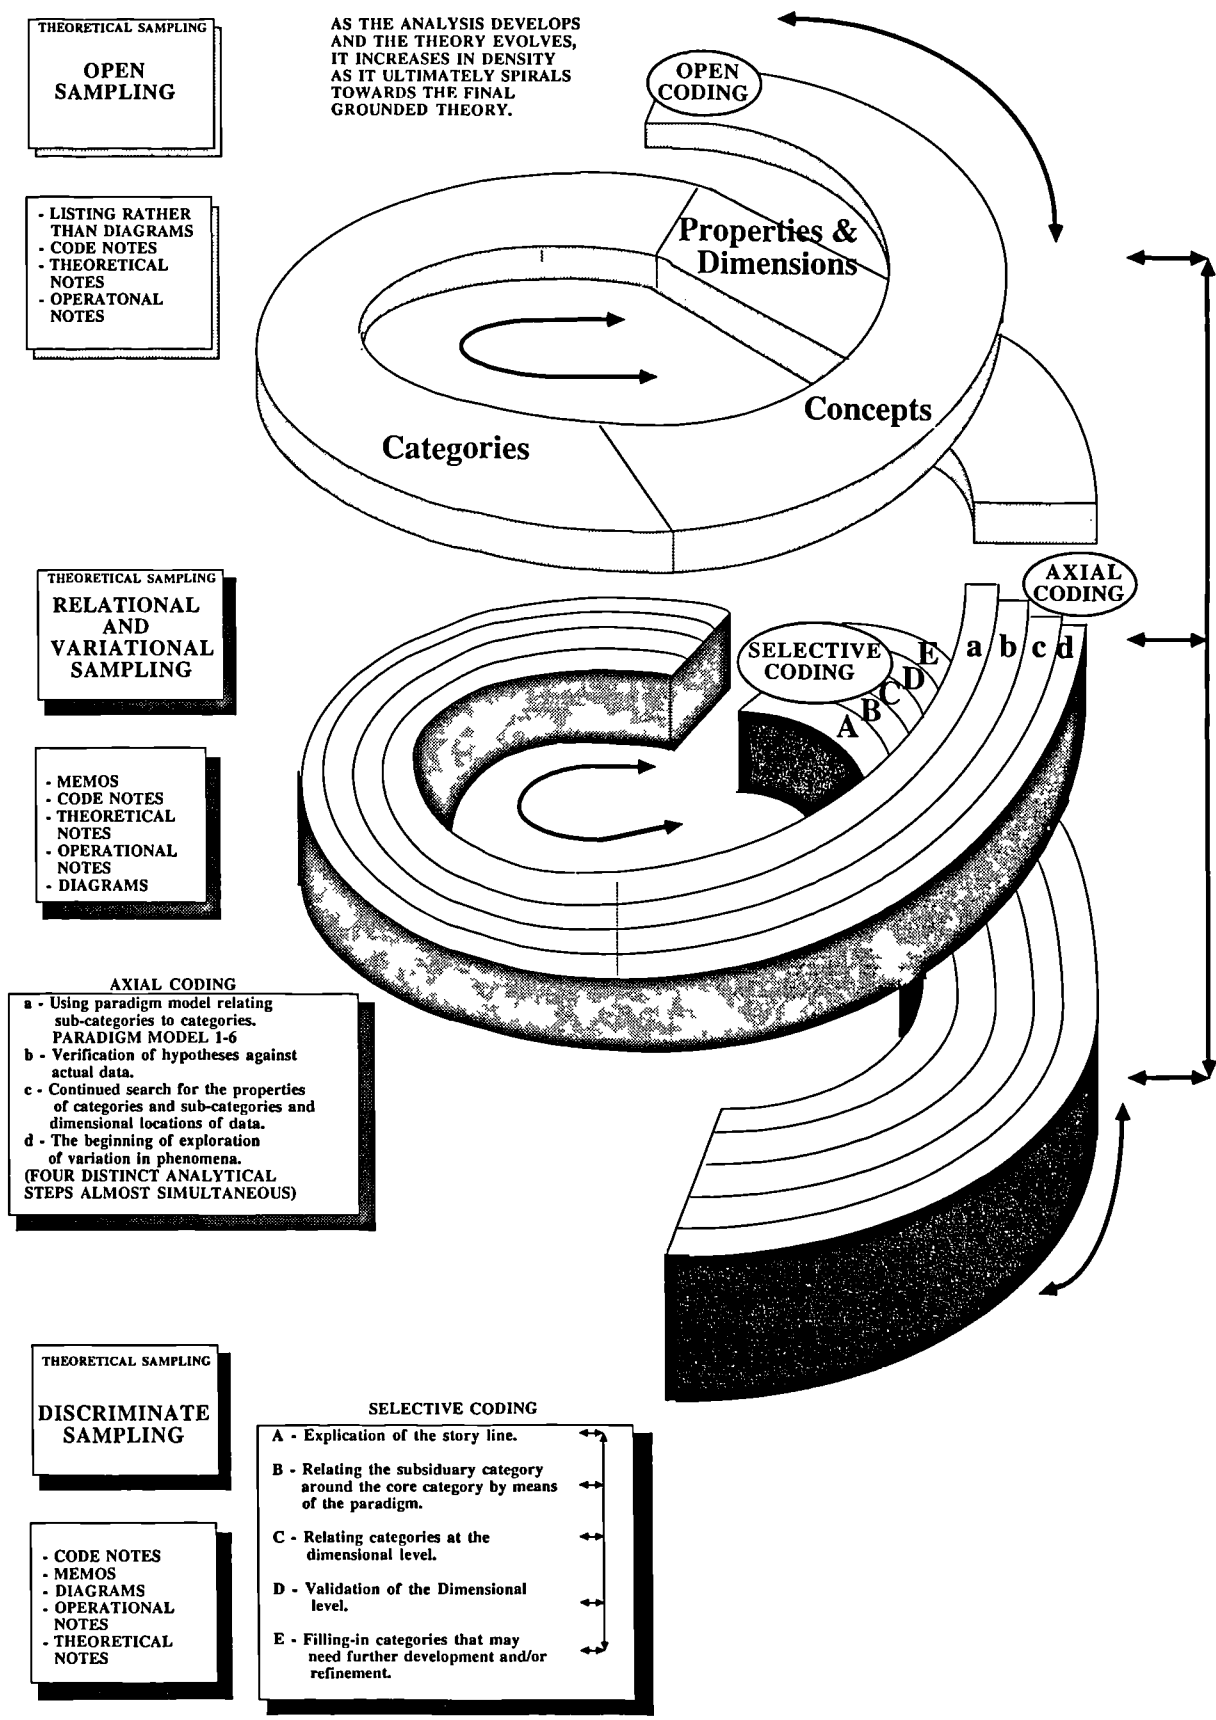 THEORETICAL SAMPLING
OPEN
SAMPLING
AS THE ANALYSIS DEVELOPS
AND THE THEORY EVOLVES,
IT INCREASES IN DENSITY
AS IT ULTIMATELY SPIRALS
TOWARDS THE FINAL
GROUNDED THEORY.
OPEN
CODING
- LISTING RATHER
THAN DIAGRAMS
- CODE NOTES
- THEORETICAL
NOTES
- OPERATONAL
NOTES
Properties &
Dimensions
Concepts
Categories
THEORETICAL SAMPLING
RELATIONAL
AND
VARIATIONAL
SAMPLING
AXIAL
CODING
SELECTIVE
CODING
A
B
C
D
E
a
b
c
d
- MEMOS
- CODE NOTES
- THEORETICAL
NOTES
- OPERATIONAL
NOTES
- DIAGRAMS
AXIAL CODING
a - Using paradigm model relating
sub-categories to categories.
PARADIGM MODEL 1-6
b - Verification of hypotheses against
actual data.
c - Continued search for the properties
of categories and sub-categories and
dimensional locations of data.
d - The beginning of exploration
of variation in phenomena.
(FOUR DISTINCT ANALYTICAL
STEPS ALMOST SIMULTANEOUS)
THEORETICAL SAMPLING
DISCRIMINATE
SAMPLING
- CODE NOTES
- MEMOS
- DIAGRAMS
- OPERATIONAL
NOTES
- THEORETICAL
NOTES
SELECTIVE CODING
A - Explication of the story line.
B - Relating the subsiduary category
around the core category by means
of the paradigm.
C - Relating categories at the
dimensional level.
D - Validation of the Dimensional
level.
E - Filling-in categories that may
need further development and/or
refinement.